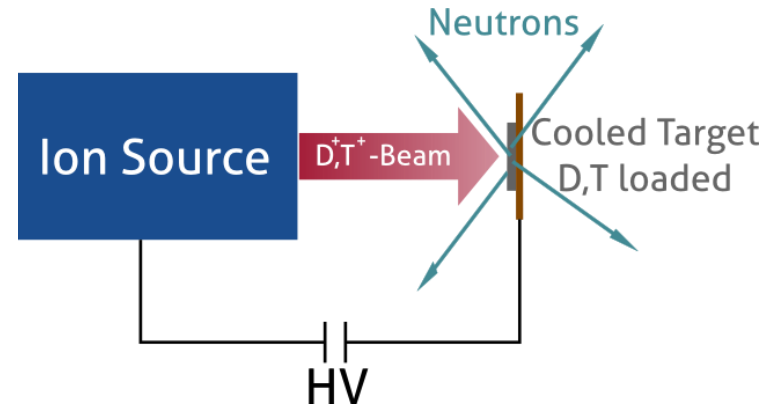 Neutrons
Ion Source
D⁺,T⁺-Beam
Cooled Target
D,T loaded
HV